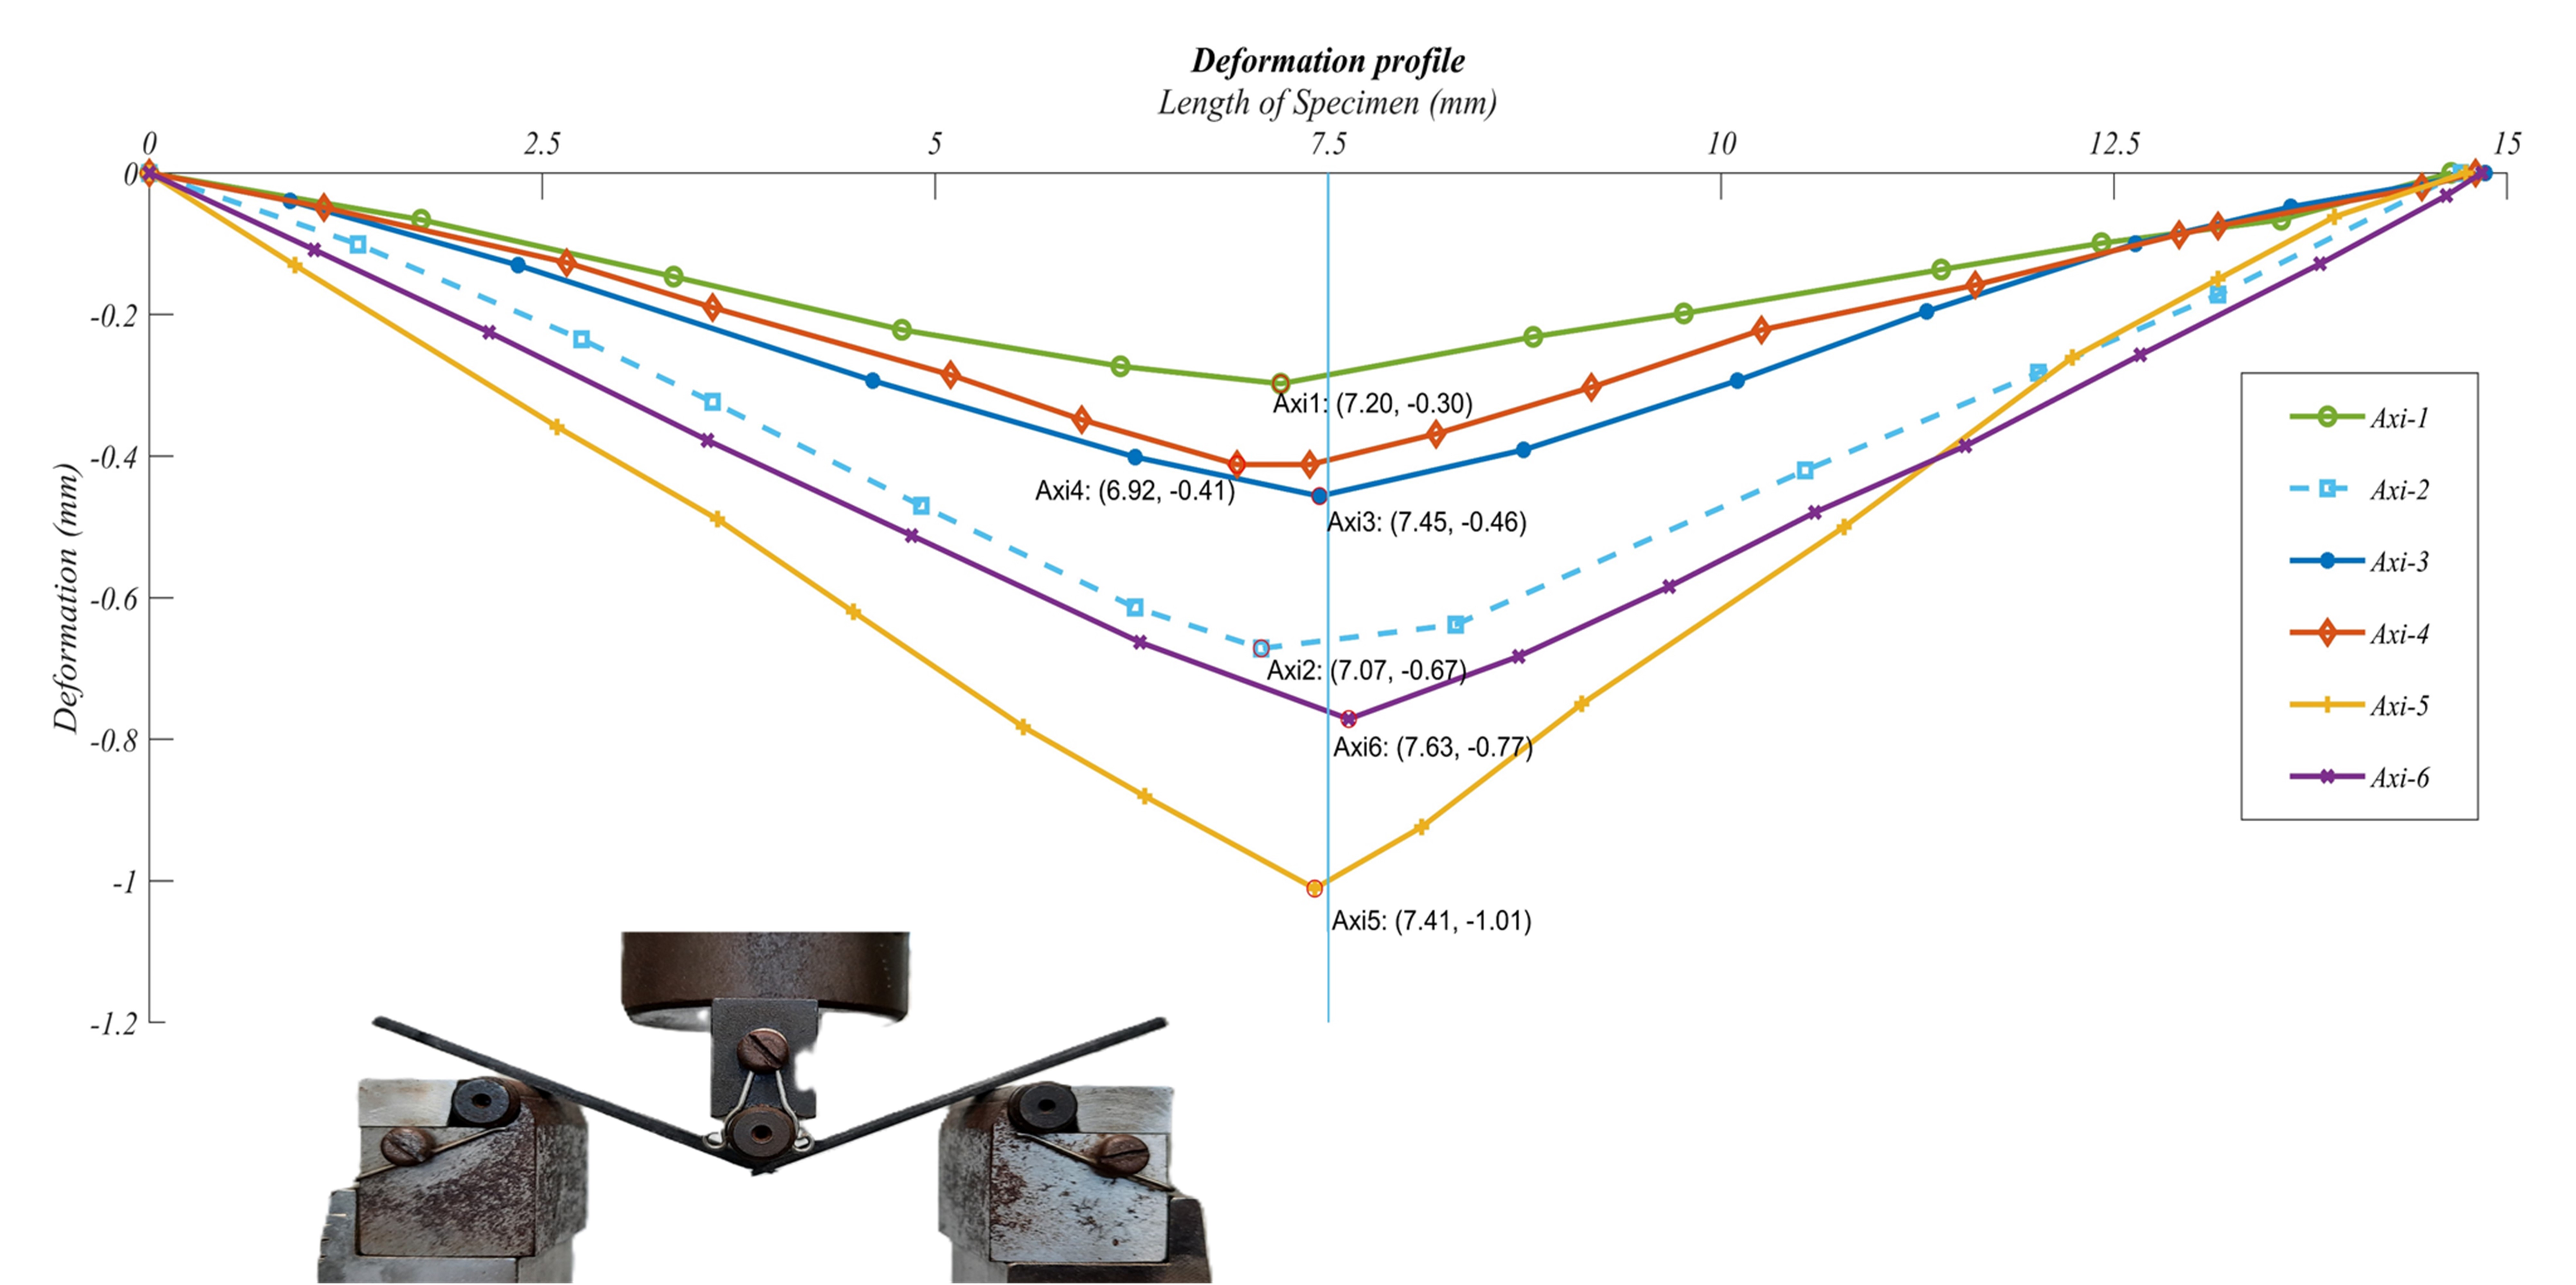 Deformation profile
Length of Specimen (mm)
0 2.5 5 7.5 10 12.5 15
0
-0.2
-0.4
-0.6
-0.8
-1
-1.2
Deformation (mm)
Axi1: (7.20, -0.30)
Axi4: (6.92, -0.41)
Axi3: (7.45, -0.46)
Axi2: (7.07, -0.67)
Axi6: (7.63, -0.77)
Axi5: (7.41, -1.01)
Axi-1
Axi-2
Axi-3
Axi-4
Axi-5
Axi-6